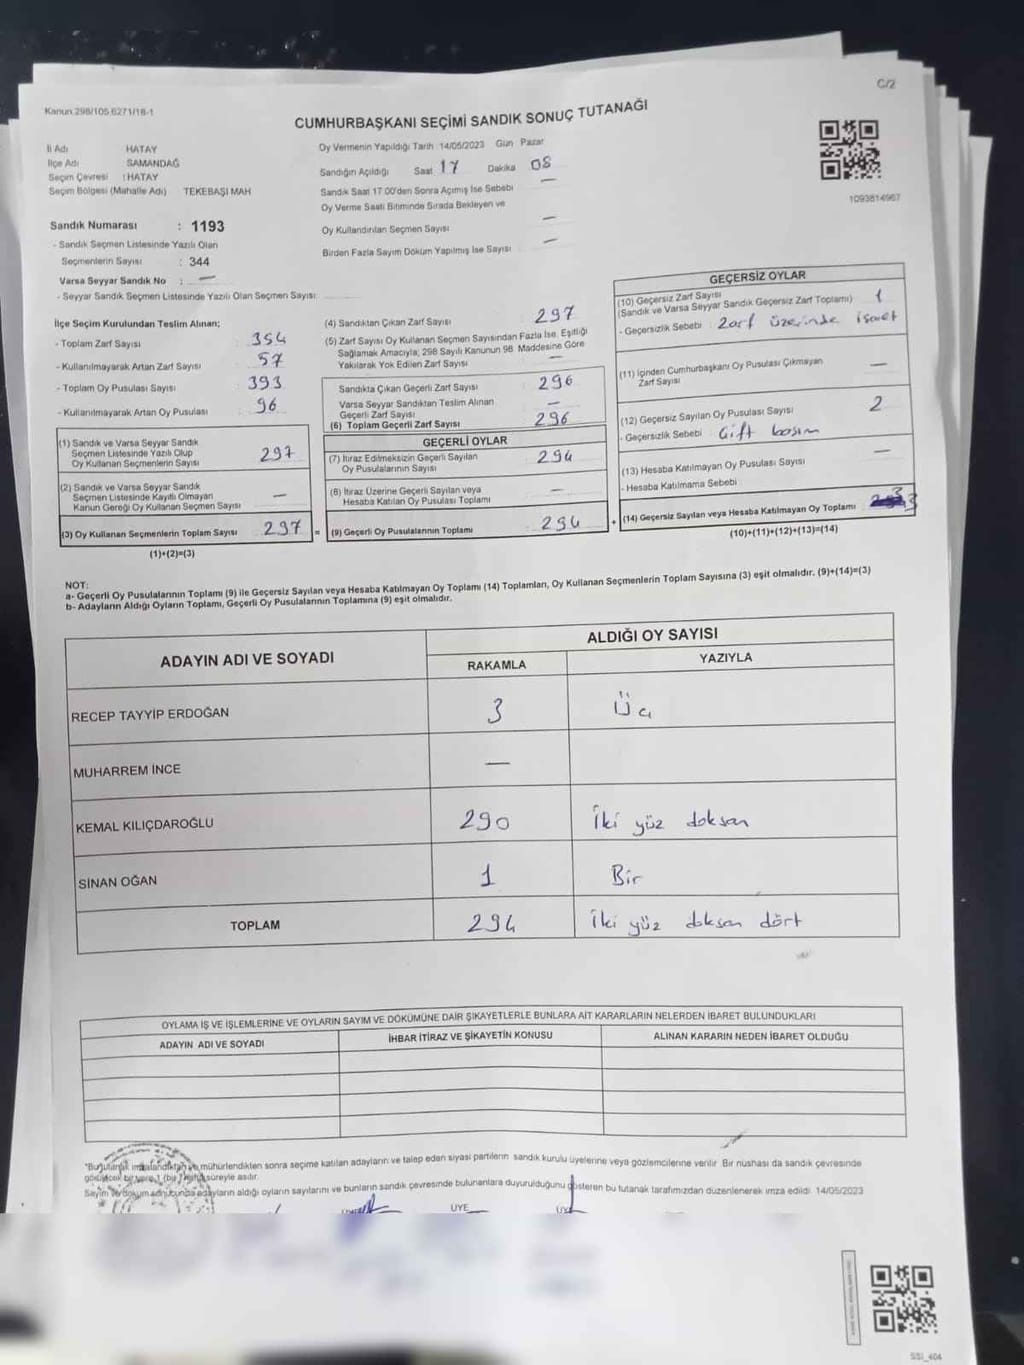 C/2
Kanun 298/105,6271/18-1
CUMHURBAŞKANI SEÇİMİ SANDIK SONUÇ TUTANAĞI
İl Adı HATAY
İlçe Adı SAMANDAĞ
Seçim Çevresi : HATAY
Seçim Bölgesi (Mahalle Adı) TEKEBAŞI MAH
Sandık Numarası : 1193
- Sandık Seçmen Listesinde Yazılı Olan
Seçmenlerin Sayısı : 344
Varsa Seyyar Sandık No : —
- Seyyar Sandık Seçmen Listesinde Yazılı Olan Seçmen Sayısı:
Oy Vermenin Yapıldığı Tarih :14/05/2023 Gün Pazar
Sandığın Açıldığı Saat 17 Dakika 08
Sandık Saat 17:00'den Sonra Açımış İse Sebebi —
Oy Verme Saati Bitiminde Sırada Bekleyen ve
Oy Kullandırılan Seçmen Sayısı —
Birden Fazla Sayım Döküm Yapılmış İse Sayısı —
1093814967
İlçe Seçim Kurulundan Teslim Alınan;
- Toplam Zarf Sayısı 354
- Kullanılmayarak Artan Zarf Sayısı 57
- Toplam Oy Pusulası Sayısı 393
- Kullanılmayarak Artan Oy Pusulası 96
(1) Sandık ve Varsa Seyyar Sandık
Seçmen Listesinde Yazılı Olup
Oy Kullanan Seçmenlerin Sayısı 297
(2) Sandık ve Varsa Seyyar Sandık
Seçmen Listesinde Kayıtlı Olmayan
Kanun Gereği Oy Kullanan Seçmen Sayısı —
(3) Oy Kullanan Seçmenlerin Toplam Sayısı 297 =
(1)+(2)=(3)
(4) Sandıktan Çıkan Zarf Sayısı 297
(5) Zarf Sayısı Oy Kullanan Seçmen Sayısından Fazla İse, Eşitliği
Sağlamak Amacıyla; 298 Sayılı Kanunun 98. Maddesine Göre
Yakılarak Yok Edilen Zarf Sayısı —
Sandıkta Çıkan Geçerli Zarf Sayısı 296
Varsa Seyyar Sandıktan Teslim Alınan
Geçerli Zarf Sayısı —
(6) Toplam Geçerli Zarf Sayısı 296
GEÇERLİ OYLAR
(7) İtiraz Edilmeksizin Geçerli Sayılan
Oy Pusulalarının Sayısı 294
(8) İtiraz Üzerine Geçerli Sayılan veya
Hesaba Katılan Oy Pusulası Toplamı —
(9) Geçerli Oy Pusulalarının Toplamı 294 +
GEÇERSİZ OYLAR
(10) Geçersiz Zarf Sayısı
(Sandık ve Varsa Seyyar Sandık Geçersiz Zarf Toplamı) 1
- Geçersizlik Sebebi : Zarf üzerinde işaret
(11) İçinden Cumhurbaşkanı Oy Pusulası Çıkmayan
Zarf Sayısı —
(12) Geçersiz Sayılan Oy Pusulası Sayısı 2
- Geçersizlik Sebebi : Çift basım
(13) Hesaba Katılmayan Oy Pusulası Sayısı —
- Hesaba Katılmama Sebebi
(14) Geçersiz Sayılan veya Hesaba Katılmayan Oy Toplamı 3
(10)+(11)+(12)+(13)=(14)
NOT:
a- Geçerli Oy Pusulalarının Toplamı (9) ile Geçersiz Sayılan veya Hesaba Katılmayan Oy Toplamı (14) Toplamları, Oy Kullanan Seçmenlerin Toplam Sayısına (3) eşit olmalıdır. (9)+(14)=(3)
b- Adayların Aldığı Oyların Toplamı, Geçerli Oy Pusulalarının Toplamına (9) eşit olmalıdır.
ADAYIN ADI VE SOYADI
ALDIĞI OY SAYISI
RAKAMLA YAZIYLA
RECEP TAYYİP ERDOĞAN 3 Üç
MUHARREM İNCE —
KEMAL KILIÇDAROĞLU 290 İki yüz doksan
SİNAN OĞAN 1 Bir
TOPLAM 294 İki yüz doksan dört
OYLAMA İŞ VE İŞLEMLERİNE VE OYLARIN SAYIM VE DÖKÜMÜNE DAİR ŞİKAYETLERLE BUNLARA AİT KARARLARIN NELERDEN İBARET BULUNDUKLARI
ADAYIN ADI VE SOYADI İHBAR İTİRAZ VE ŞİKAYETİN KONUSU ALINAN KARARIN NEDEN İBARET OLDUĞU
*Bu tutanak imzalandıktan ve mühürlendikten sonra seçime katılan adayların ve talep eden siyasi partilerin sandık kurulu üyelerine veya gözlemcilerine verilir. Bir nüshası da sandık çevresinde
süreyle asılır.
adayların aldığı oyların sayılarını ve bunların sandık çevresinde bulunanlara duyurulduğunu gösteren bu tutanak tarafımızdan düzenlenerek imza edildi. 14/05/2023
ÜYE
SSI_404